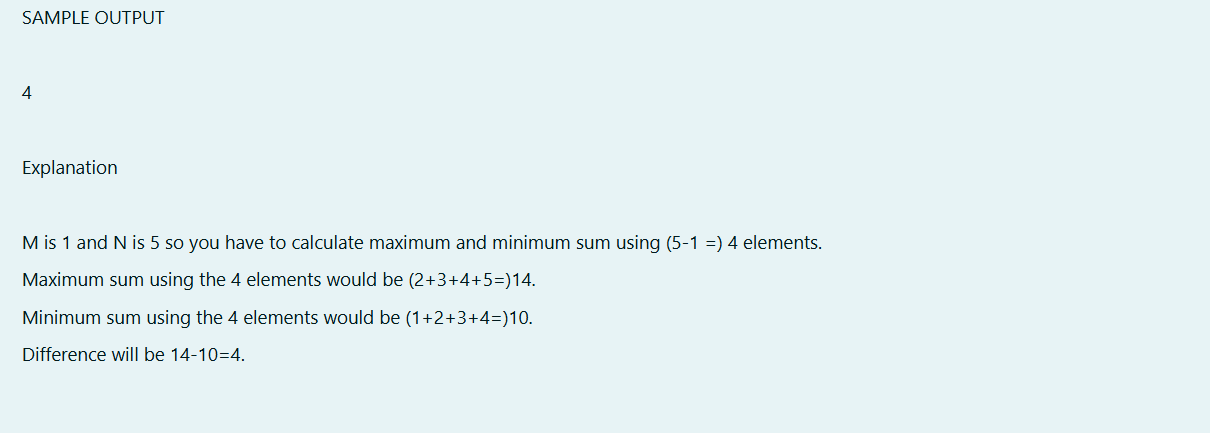 SAMPLE OUTPUT
4
Explanation
M is 1 and N is 5 so you have to calculate maximum and minimum sum using (5-1 =) 4 elements.
Maximum sum using the 4 elements would be (2+3+4+5=)14.
Minimum sum using the 4 elements would be (1+2+3+4=)10.
Difference will be 14-10=4.